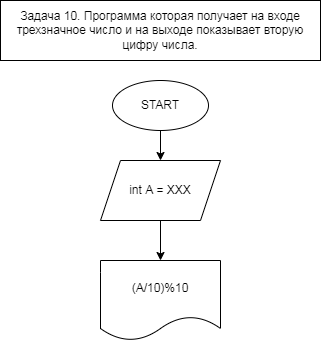 Задача 10. Программа которая получает на входе
трехзначное число и на выходе показывает вторую
цифру числа.
START
int A = XXX
(A/10)%10